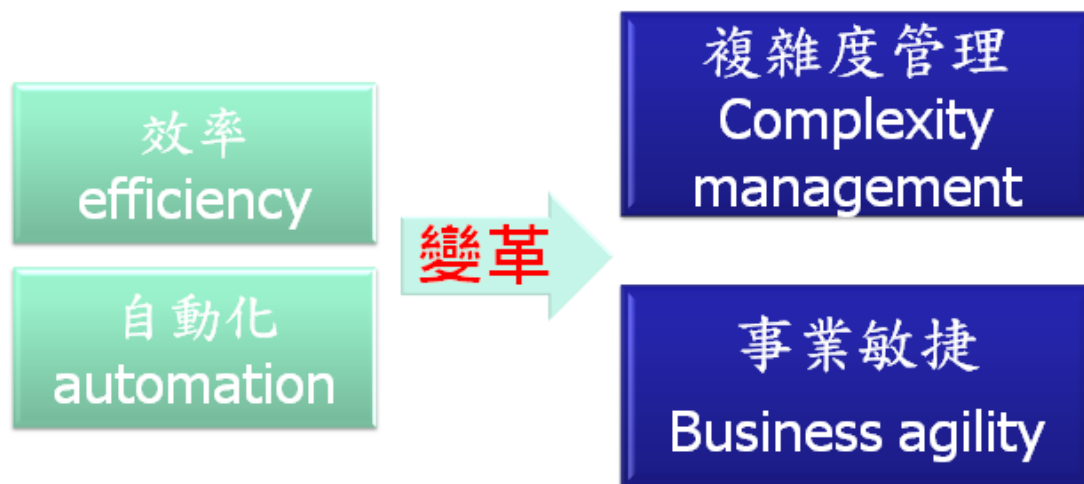 效率
efficiency
自動化
automation
變革
複雜度管理
Complexity
management
事業敏捷
Business agility